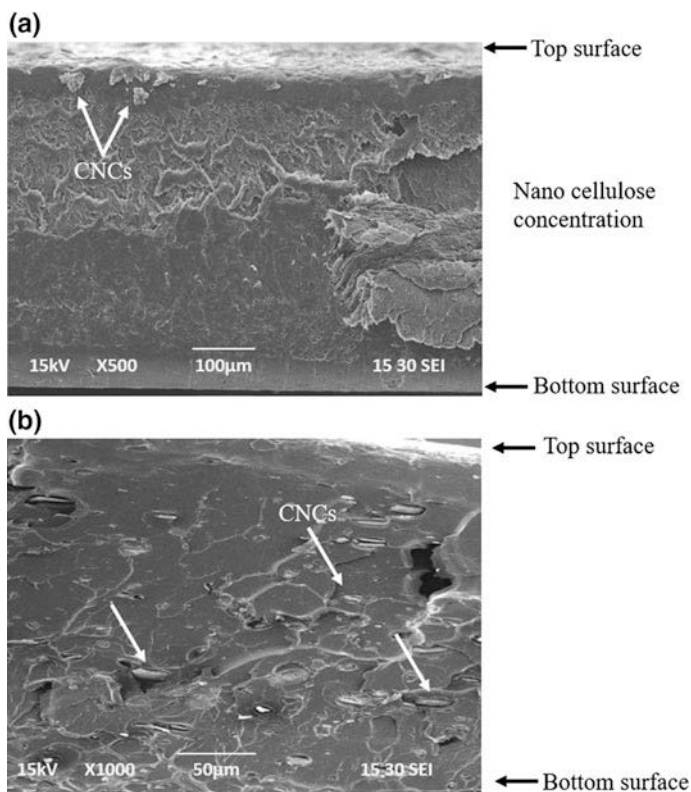 (a)
Top surface
CNCs
Nano cellulose
concentration
15kV X500 100µm 15 30 SEI
Bottom surface
(b)
Top surface
CNCs
15kV X1000 50µm 15 30 SEI
Bottom surface